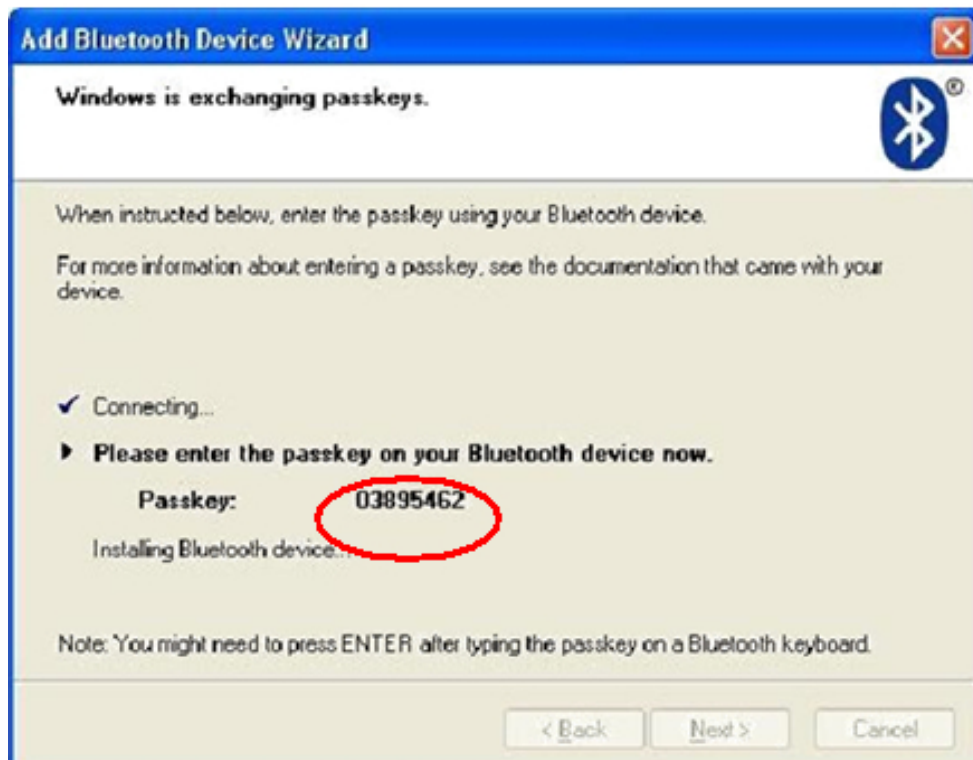 Add Bluetooth Device Wizard
Windows is exchanging passkeys.
®
When instructed below, enter the passkey using your Bluetooth device.
For more information about entering a passkey, see the documentation that came with your
device.
Connecting...
Please enter the passkey on your Bluetooth device now.
Passkey: 03895462
Installing Bluetooth device...
Note: You might need to press ENTER after typing the passkey on a Bluetooth keyboard.
< Back Next > Cancel